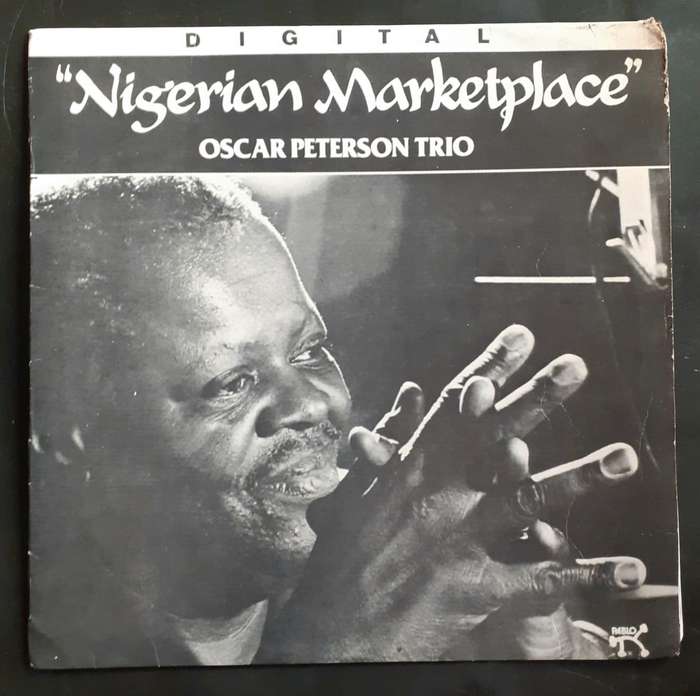 DIGITAL
"Nigerian Marketplace"
OSCAR PETERSON TRIO
PABLO